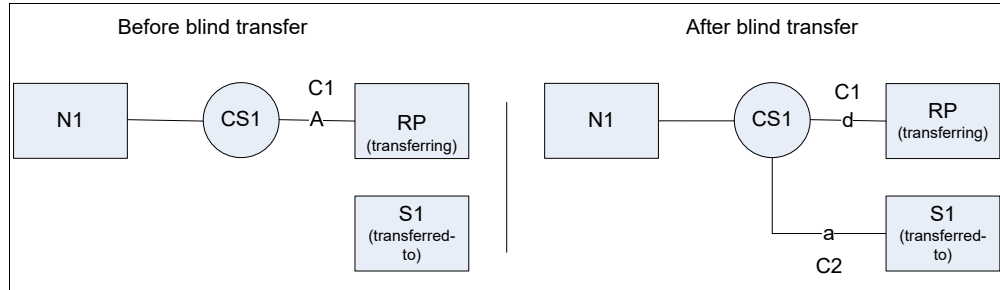 Before blind transfer
N1
CS1
C1
A
RP
(transferring)
S1
(transferred-
to)
After blind transfer
N1
CS1
C1
d
RP
(transferring)
S1
(transferred-
to)
a
C2